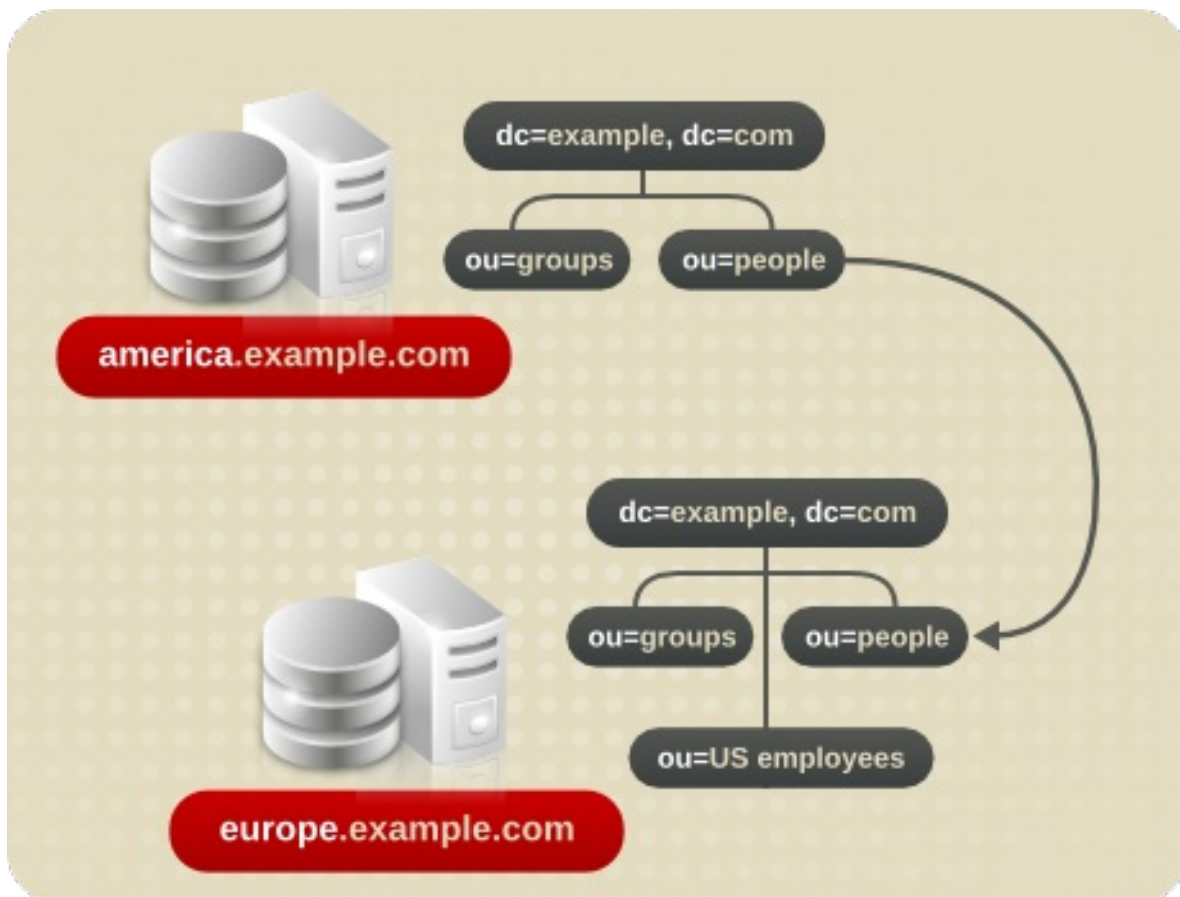 dc=example, dc=com
ou=groups
ou=people
america.example.com
dc=example, dc=com
ou=groups
ou=people
ou=US employees
europe.example.com